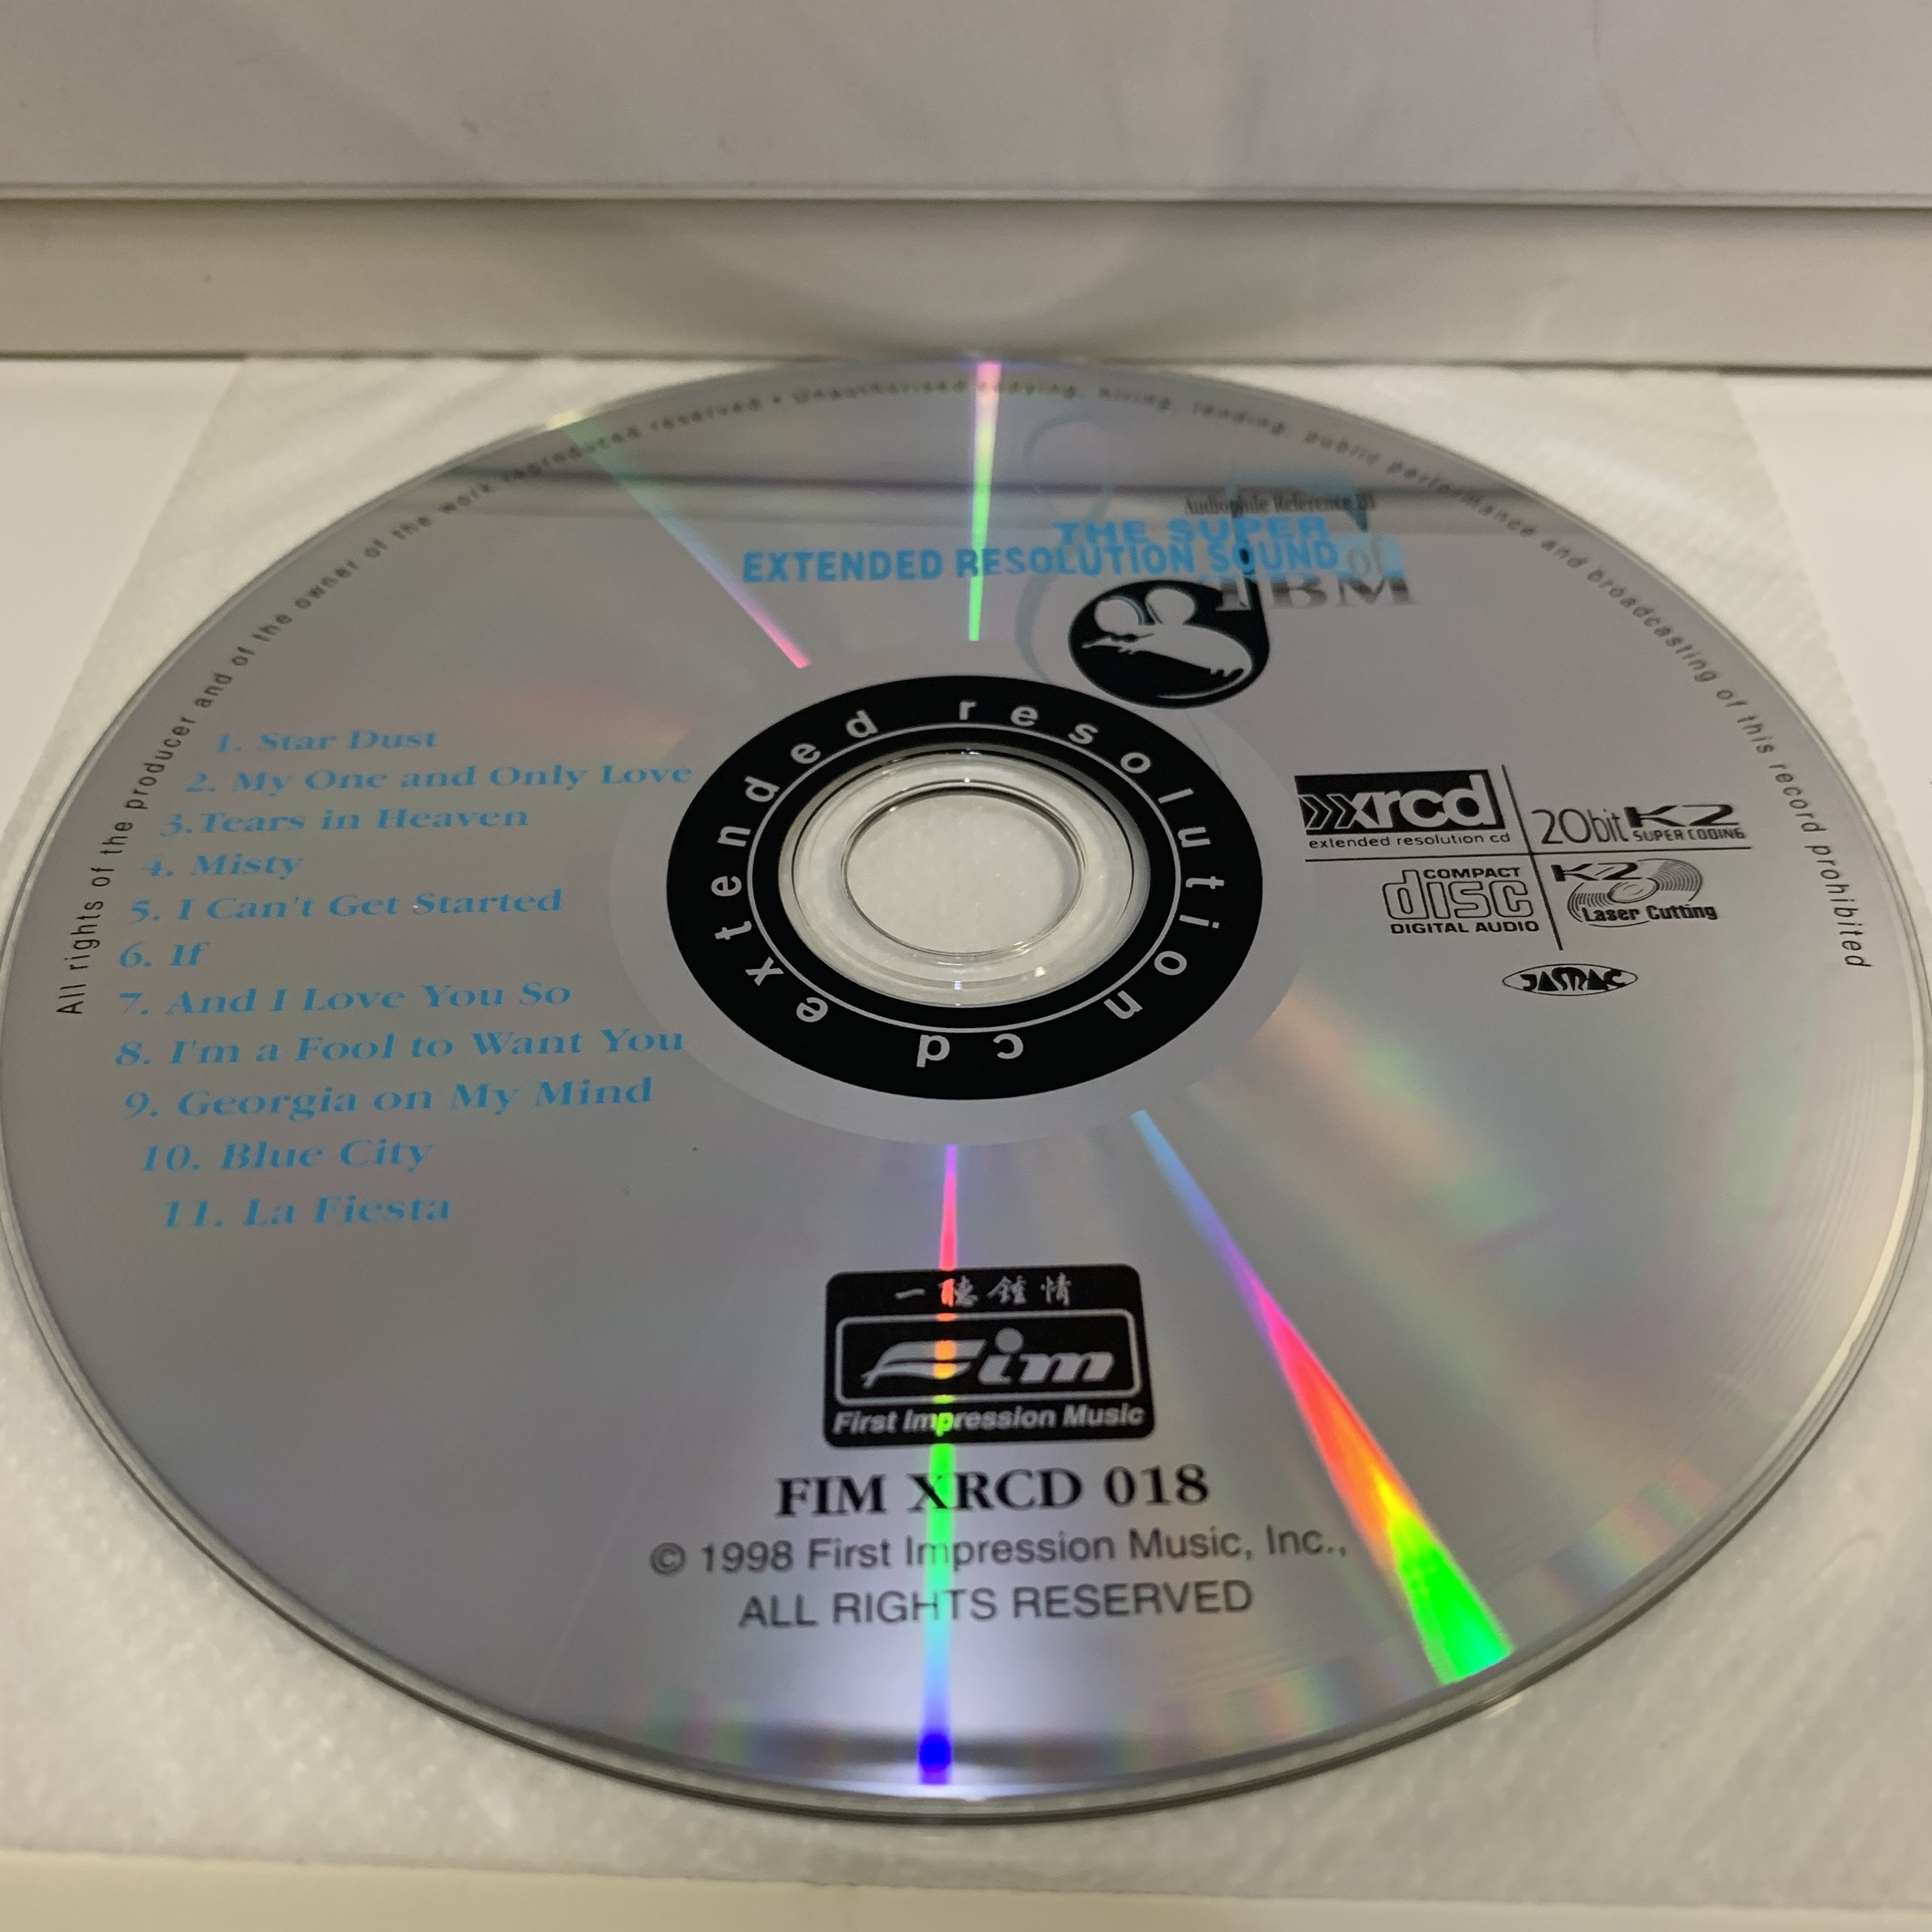 All rights of the producer and of the owner of the work reproduced reserved • Unauthorised copying, hiring, lending, public performance and broadcasting of this record prohibited
Audiophile Reference III
THE SUPER
EXTENDED RESOLUTION SOUND of
TBM
extended resolution cd
1. Star Dust
2. My One and Only Love
3.Tears in Heaven
4. Misty
5. I Can't Get Started
6. If
7. And I Love You So
8. I'm a Fool to Want You
9. Georgia on My Mind
10. Blue City
11. La Fiesta
xrcd
extended resolution cd
20bit K2
SUPER CODING
COMPACT
disc
DIGITAL AUDIO
K2
Laser Cutting
JASRAC
一聽鍾情
Fim
First Impression Music
FIM XRCD 018
© 1998 First Impression Music, Inc.,
ALL RIGHTS RESERVED